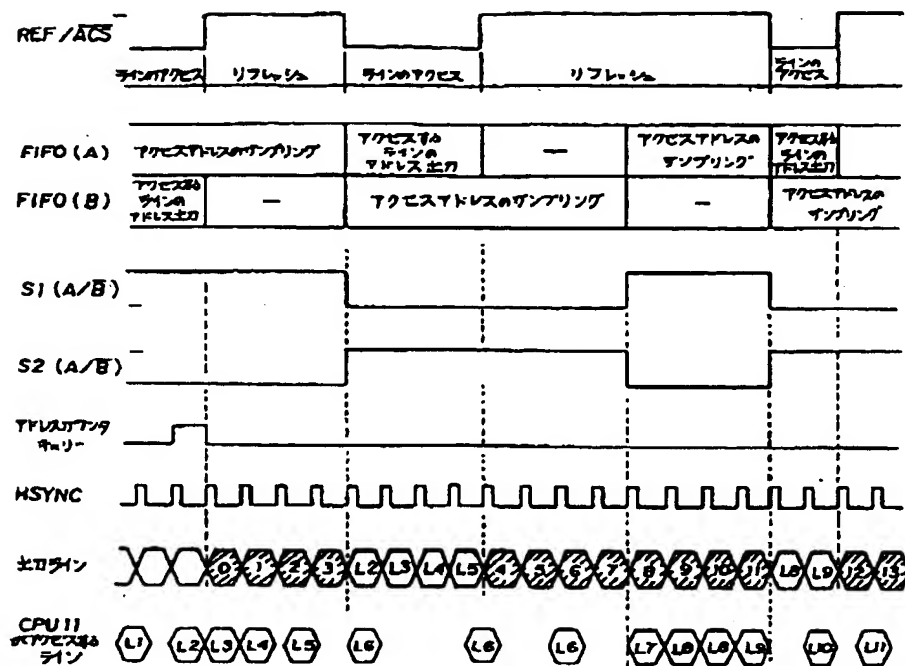 REF/ACS
ラインのアクセス リフレッシュ ラインのアクセス リフレッシュ ラインの
アクセス
FIFO(A) アクセスアドレスのサンプリング アクセスする
ラインの
アドレス出力 — アクセスアドレスの
サンプリング アクセスする
ラインの
アドレス出力
FIFO(B) アクセスする
ラインの
アドレス出力 — アクセスアドレスのサンプリング — アクセスアドレスの
サンプリング
S1(A/B)
S2(A/B)
アドレスカウンタ
キャリー
HSYNC
出力ライン 0 1 2 3 L2 L3 L4 L5 4 5 6 7 8 9 10 11 L8 L9 12 13
CPU11
がアクセスする
ライン L1 L2 L3 L4 L5 L6 L6 L6 L7 L8 L8 L9 L10 L11